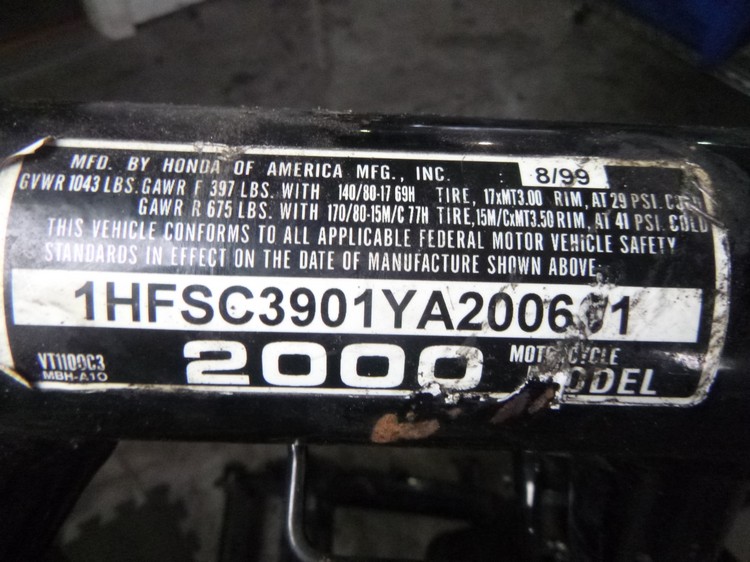 MFD. BY HONDA OF AMERICA MFG., INC. 8/99
GVWR 1043 LBS. GAWR F 397 LBS. WITH 140/80-17 69H TIRE, 17xMT3.00 RIM, AT 29 PSI. COLD
GAWR R 675 LBS. WITH 170/80-15M/C 77H TIRE, 15M/CxMT3.50 RIM, AT 41 PSI. COLD
THIS VEHICLE CONFORMS TO ALL APPLICABLE FEDERAL MOTOR VEHICLE SAFETY
STANDARDS IN EFFECT ON THE DATE OF MANUFACTURE SHOWN ABOVE.
VT1100C3
MBH-A10
2000
MOTORCYCLE
MODEL